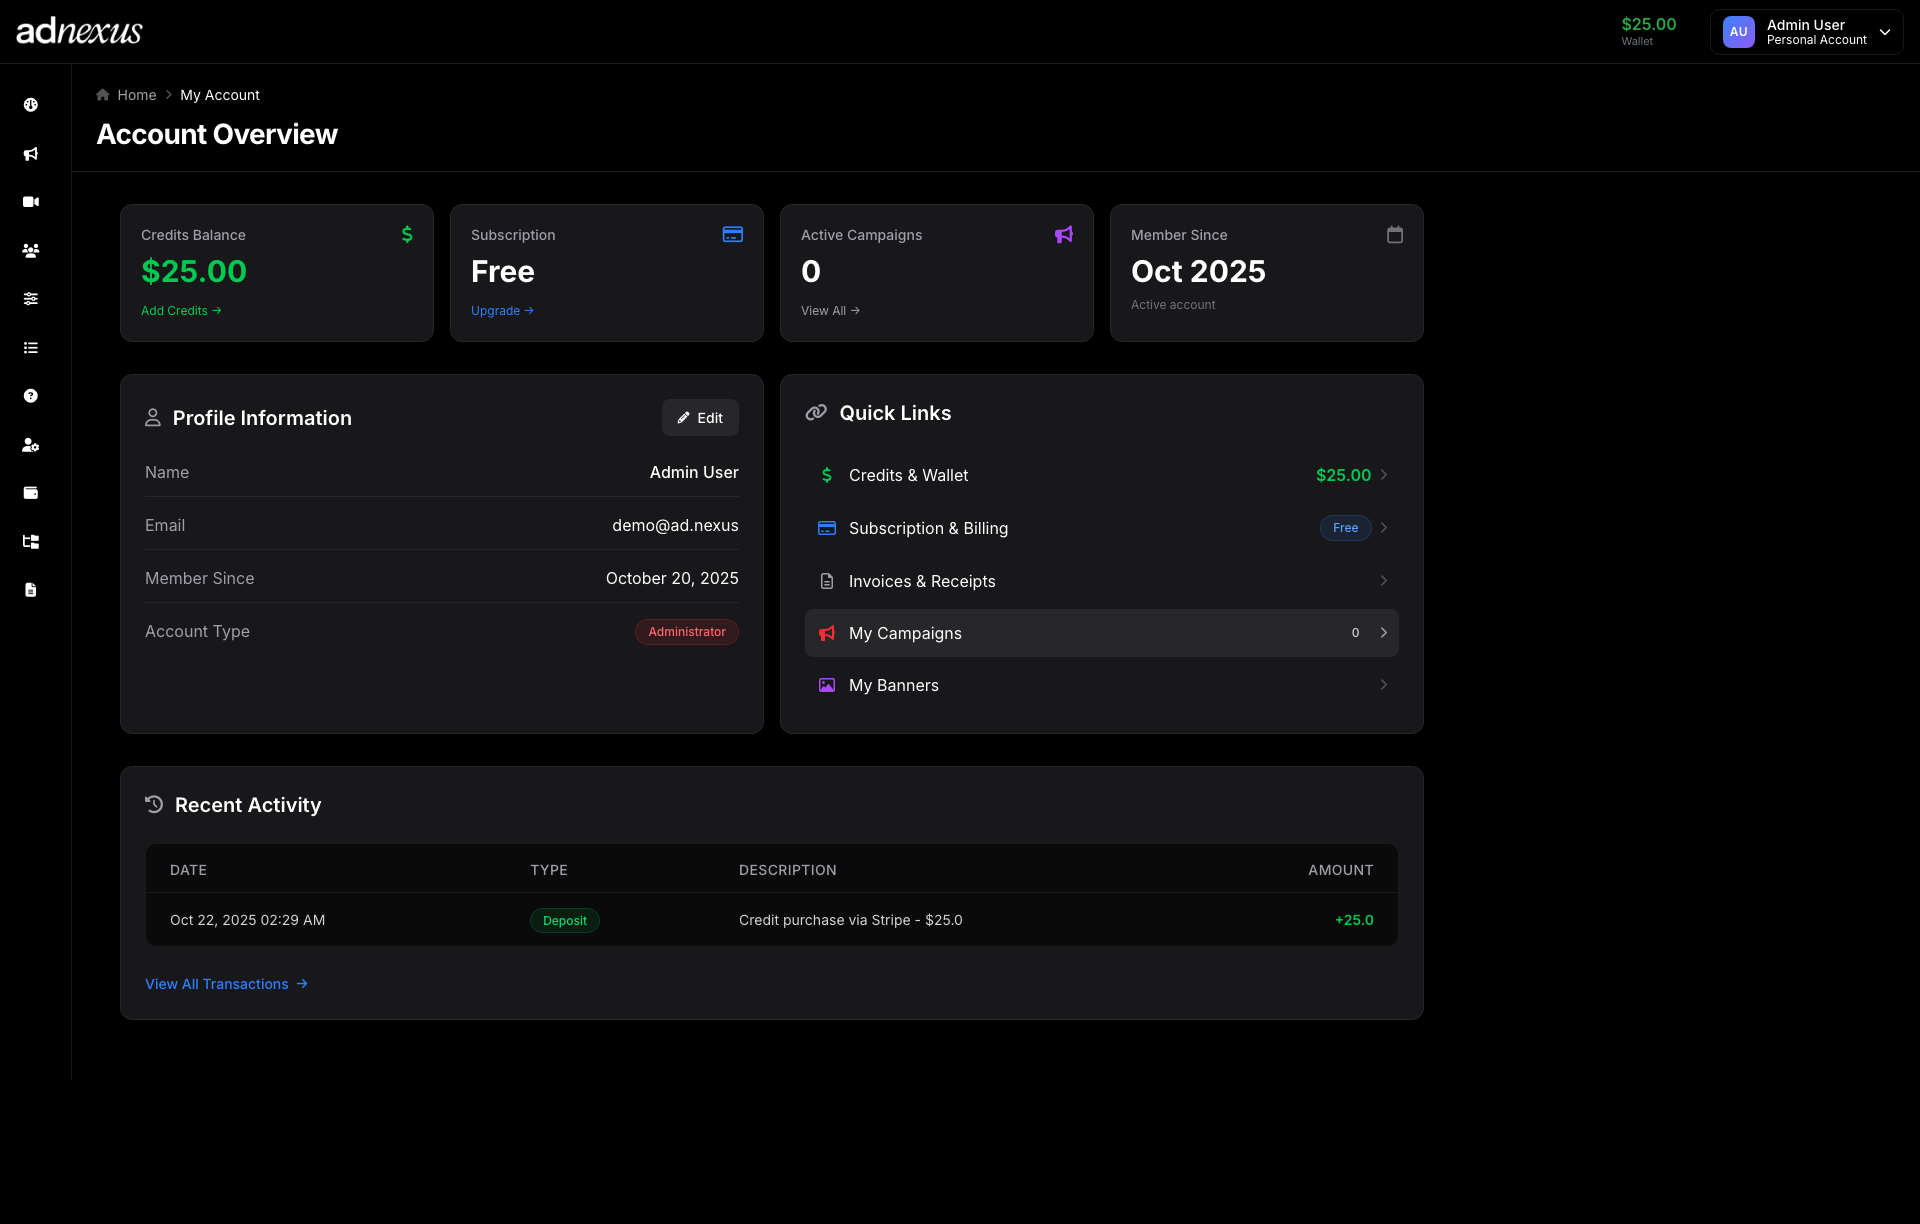 adnexus
$25.00
Wallet
AU
Admin User
Personal Account
Home > My Account
Account Overview
Credits Balance
$25.00
Add Credits →
Subscription
Free
Upgrade →
Active Campaigns
0
View All →
Member Since
Oct 2025
Active account
Profile Information
Edit
Name Admin User
Email demo@ad.nexus
Member Since October 20, 2025
Account Type Administrator
Quick Links
Credits & Wallet $25.00
Subscription & Billing Free
Invoices & Receipts
My Campaigns 0
My Banners
Recent Activity
DATE TYPE DESCRIPTION AMOUNT
Oct 22, 2025 02:29 AM Deposit Credit purchase via Stripe - $25.0 +25.0
View All Transactions →